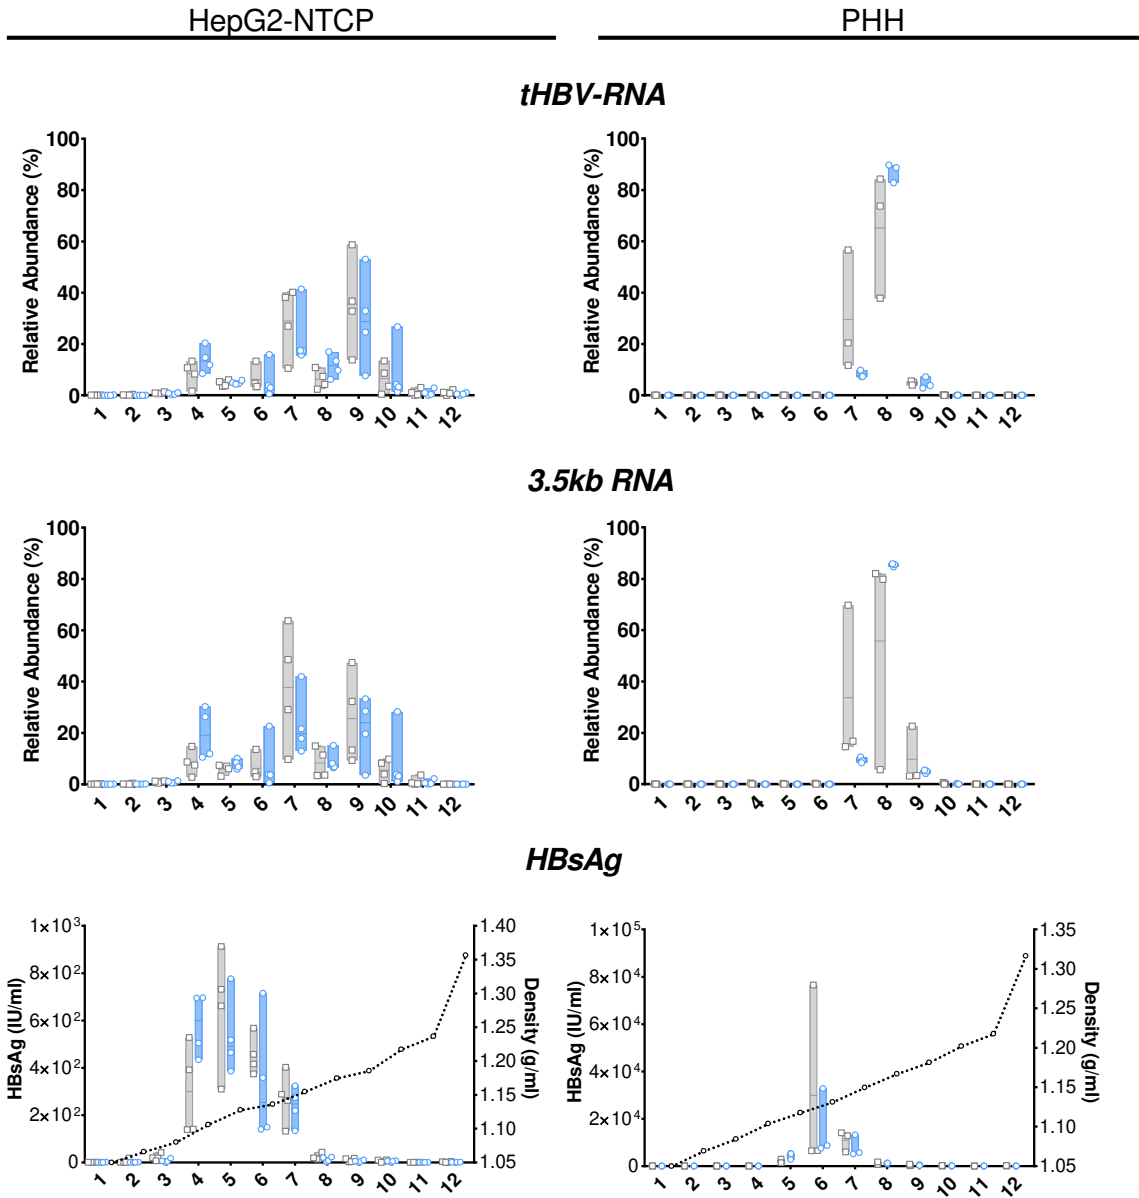 HepG2-NTCP PHH
tHBV-RNA
Relative Abundance (%) 100 80 60 40 20 0
1 2 3 4 5 6 7 8 9 10 11 12
Relative Abundance (%) 100 80 60 40 20 0
1 2 3 4 5 6 7 8 9 10 11 12
3.5kb RNA
Relative Abundance (%) 100 80 60 40 20 0
1 2 3 4 5 6 7 8 9 10 11 12
Relative Abundance (%) 100 80 60 40 20 0
1 2 3 4 5 6 7 8 9 10 11 12
HBsAg
HBsAg (IU/ml) 1×10³ 8×10² 6×10² 4×10² 2×10² 0
1 2 3 4 5 6 7 8 9 10 11 12
Density (g/ml) 1.40 1.35 1.30 1.25 1.20 1.15 1.10 1.05
HBsAg (IU/ml) 1×10⁵ 8×10⁴ 6×10⁴ 4×10⁴ 2×10⁴ 0
1 2 3 4 5 6 7 8 9 10 11 12
Density (g/ml) 1.35 1.30 1.25 1.20 1.15 1.10 1.05